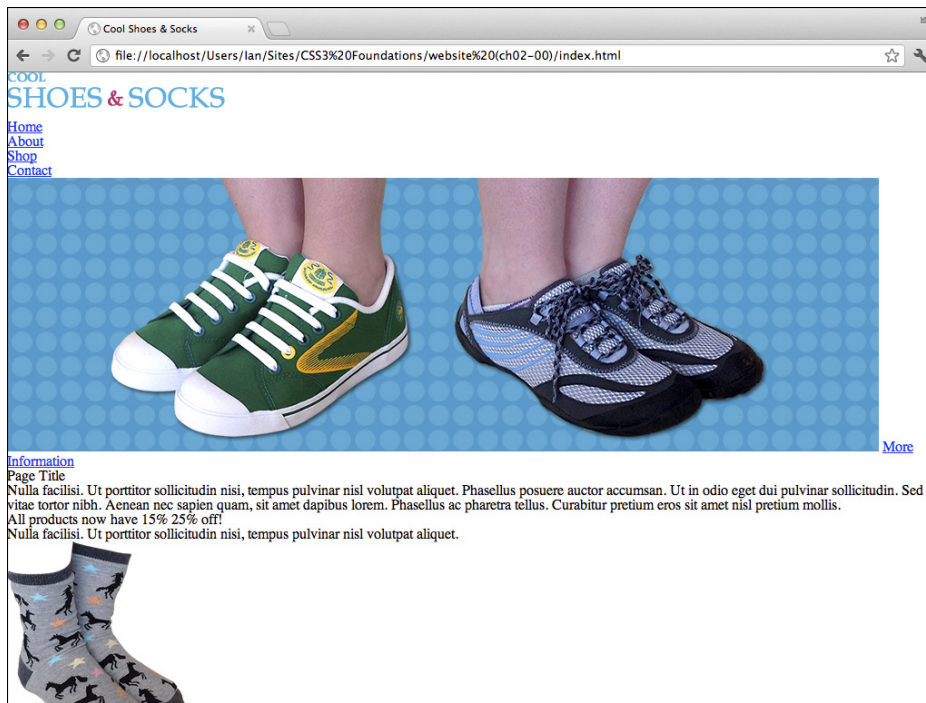 Cool Shoes & Socks
file://localhost/Users/Ian/Sites/CSS3%20Foundations/website%20(ch02-00)/index.html
COOL
SHOES & SOCKS
Home
About
Shop
Contact
More
Information
Page Title
Nulla facilisi. Ut porttitor sollicitudin nisi, tempus pulvinar nisl volutpat aliquet. Phasellus posuere auctor accumsan. Ut in odio eget dui pulvinar sollicitudin. Sed
vitae tortor nibh. Aenean nec sapien quam, sit amet dapibus lorem. Phasellus ac pharetra tellus. Curabitur pretium eros sit amet nisl pretium mollis.
All products now have 15% 25% off!
Nulla facilisi. Ut porttitor sollicitudin nisi, tempus pulvinar nisl volutpat aliquet.